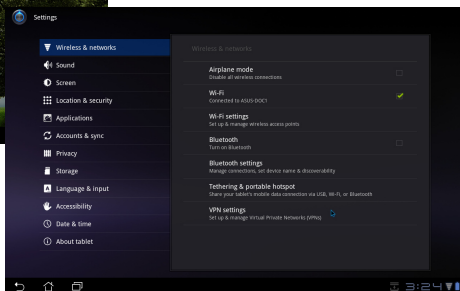 Settings
Wireless & networks
Sound
Screen
Location & security
Applications
Accounts & sync
Privacy
Storage
Language & input
Accessibility
Date & time
About tablet
Wireless & networks
Airplane mode
Disable all wireless connections
Wi-Fi
Connected to ASUS-DOC1
Wi-Fi settings
Set up & manage wireless access points
Bluetooth
Turn on Bluetooth
Bluetooth settings
Manage connections, set device name & discoverability
Tethering & portable hotspot
Share your tablet's mobile data connection via USB, Wi-Fi, or Bluetooth
VPN settings
Set up & manage Virtual Private Networks (VPNs)
3:24